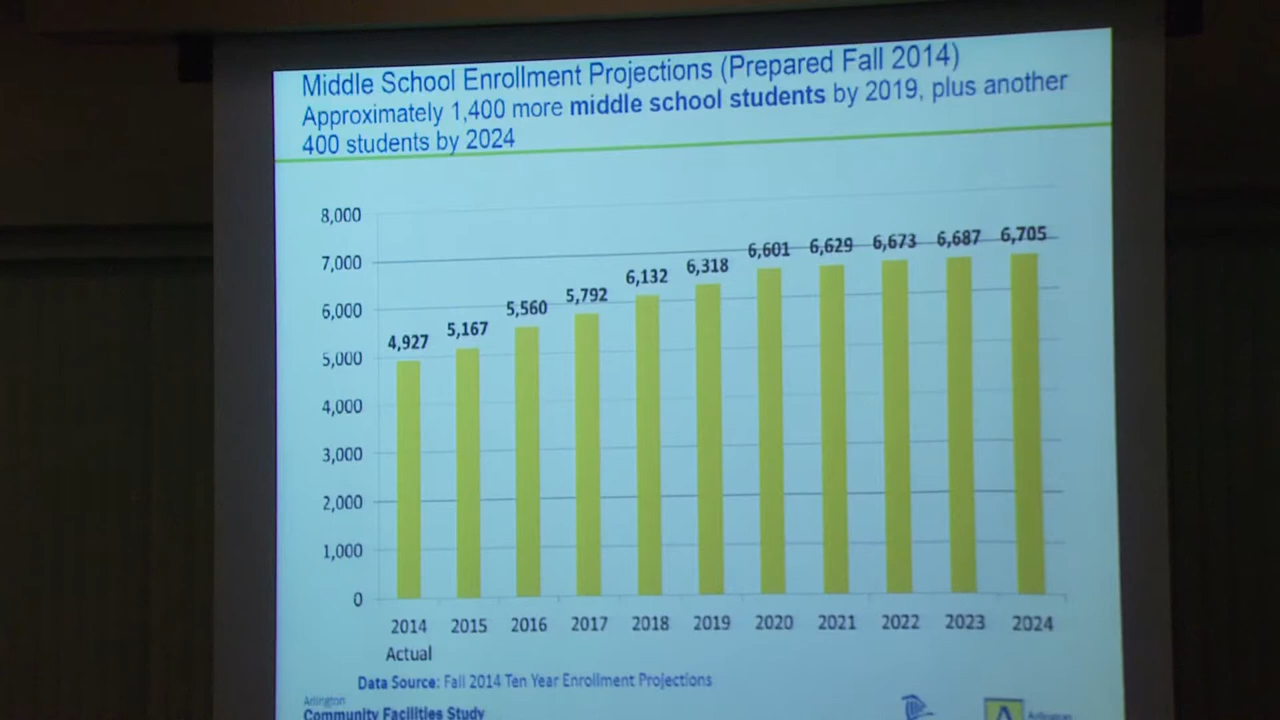 Middle School Enrollment Projections (Prepared Fall 2014)
Approximately 1,400 more middle school students by 2019, plus another
400 students by 2024
8,000
7,000
6,000
5,000
4,000
3,000
2,000
1,000
0
4,927
5,167
5,560
5,792
6,132
6,318
6,601
6,629
6,673
6,687
6,705
2014 2015 2016 2017 2018 2019 2020 2021 2022 2023 2024
Actual
Data Source: Fall 2014 Ten Year Enrollment Projections
Arlington
Community Facilities Study
Arlington